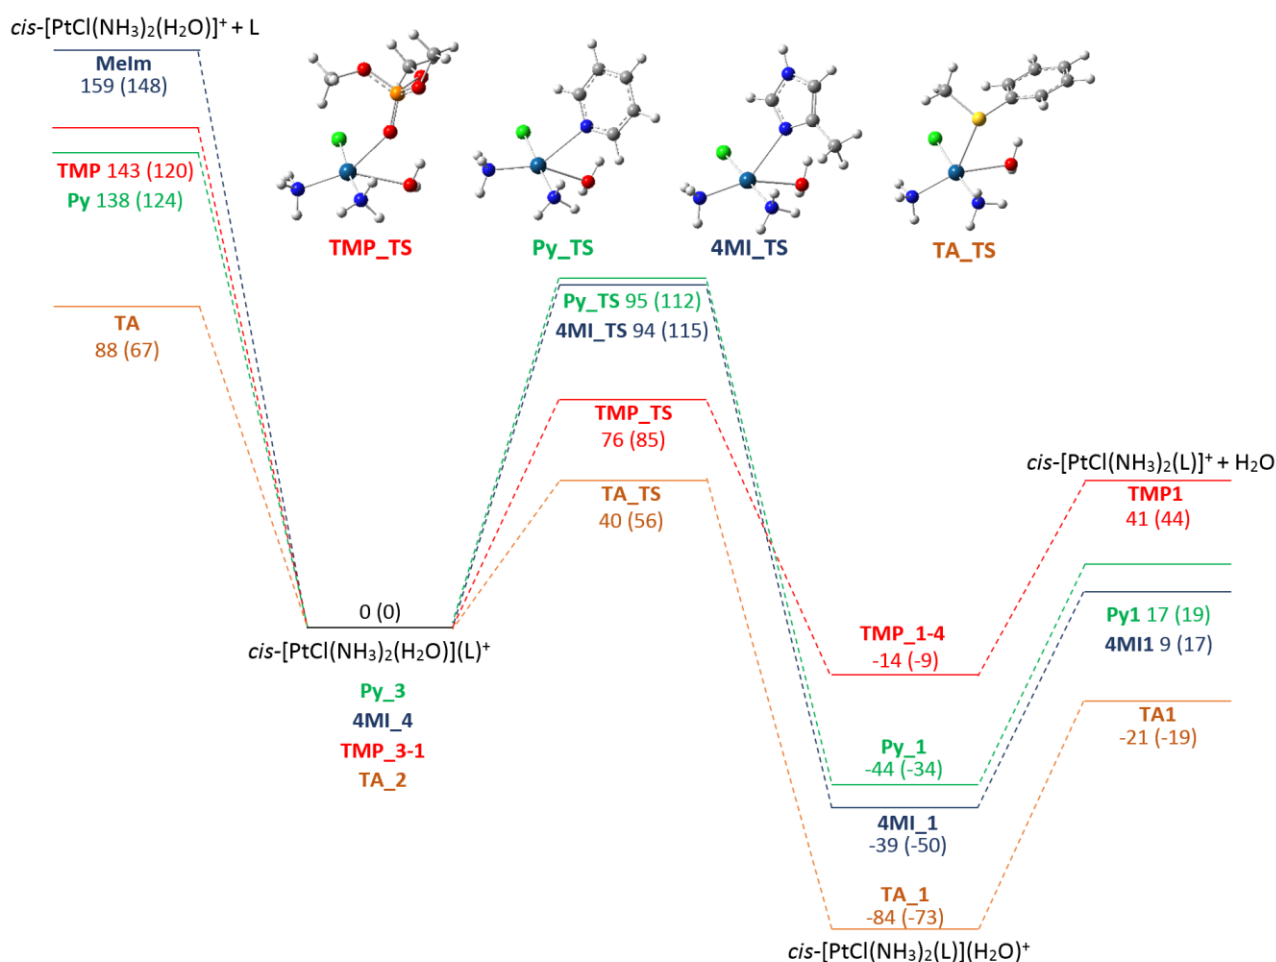 cis-[PtCl(NH₃)₂(H₂O)]⁺ + L
MeIm
159 (148)
TMP 143 (120)
Py 138 (124)
TA
88 (67)
TMP_TS
Py_TS
4MI_TS
TA_TS
Py_TS 95 (112)
4MI_TS 94 (115)
TMP_TS
76 (85)
TA_TS
40 (56)
0 (0)
cis-[PtCl(NH₃)₂(H₂O)](L)⁺
Py_3
4MI_4
TMP_3-1
TA_2
TMP_1-4
-14 (-9)
Py_1
-44 (-34)
4MI_1
-39 (-50)
TA_1
-84 (-73)
cis-[PtCl(NH₃)₂(L)](H₂O)⁺
cis-[PtCl(NH₃)₂(L)]⁺ + H₂O
TMP1
41 (44)
Py1 17 (19)
4MI1 9 (17)
TA1
-21 (-19)